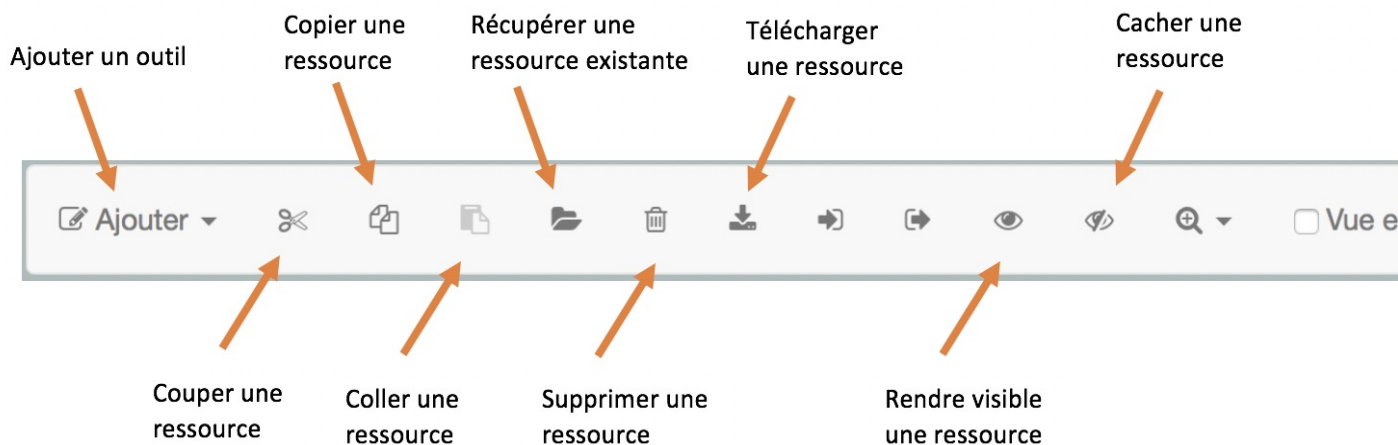 Ajouter un outil
Copier une
ressource
Récupérer une
ressource existante
Télécharger
une ressource
Cacher une
ressource
Ajouter
Vue e
Couper une
ressource
Coller une
ressource
Supprimer une
ressource
Rendre visible
une ressource